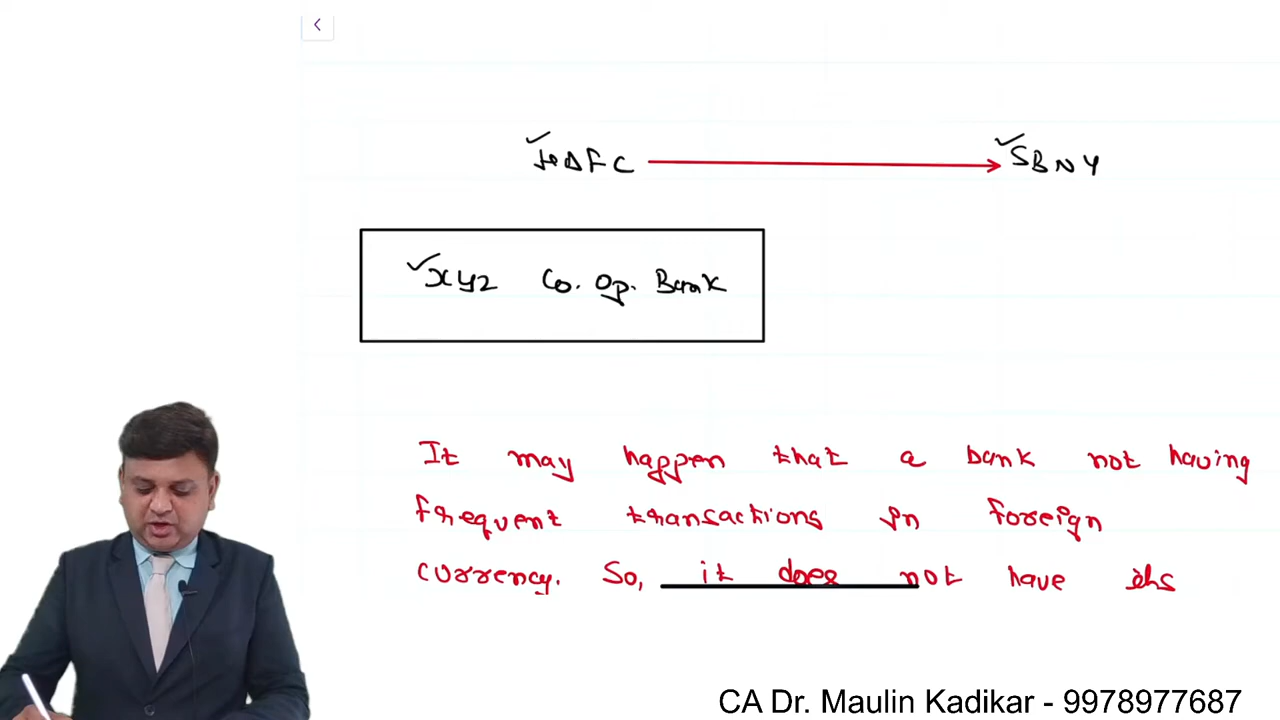 HDFC SBNY
XYZ Co. Op. Bank
It may happen that a bank not having
frequent transactions in foreign
currency. So, it does not have its
CA Dr. Maulin Kadikar - 9978977687